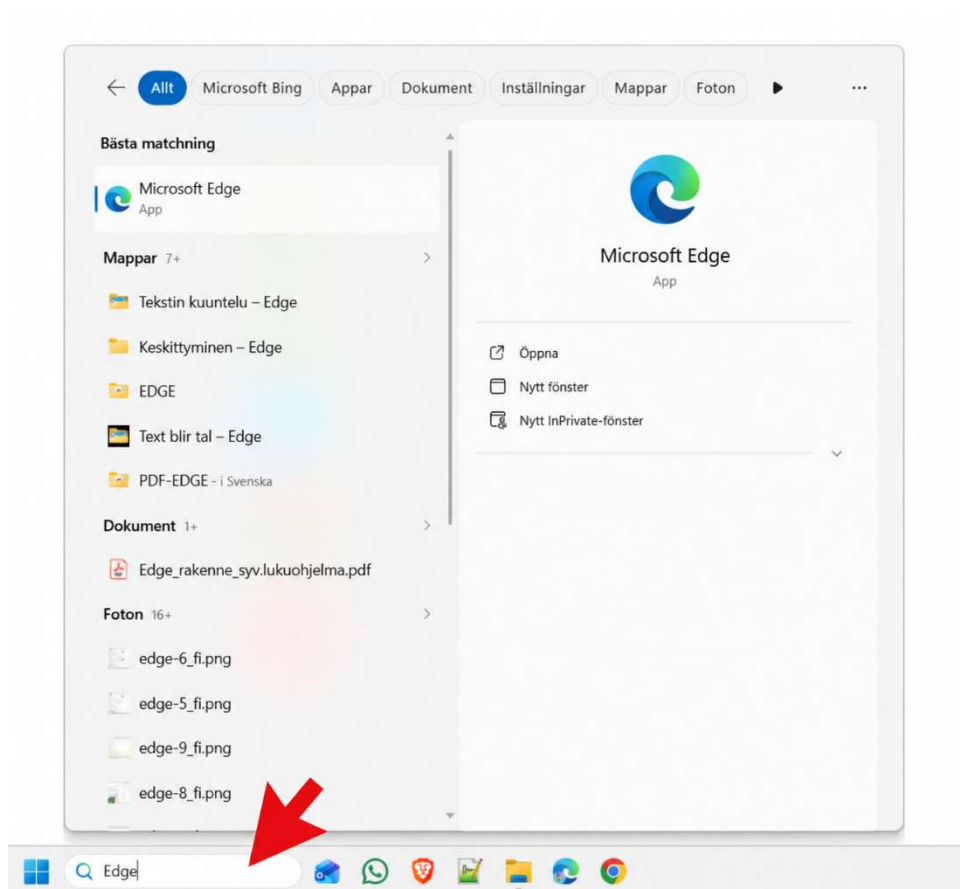 Allt Microsoft Bing Appar Dokument Inställningar Mappar Foton
Bästa matchning
Microsoft Edge
App
Mappar 7+
Tekstin kuuntelu – Edge
Keskittyminen – Edge
EDGE
Text blir tal – Edge
PDF-EDGE - i Svenska
Dokument 1+
Edge_rakenne_syv.lukuohjelma.pdf
Foton 16+
edge-6_fi.png
edge-5_fi.png
edge-9_fi.png
edge-8_fi.png
Microsoft Edge
App
Öppna
Nytt fönster
Nytt InPrivate-fönster
Edge